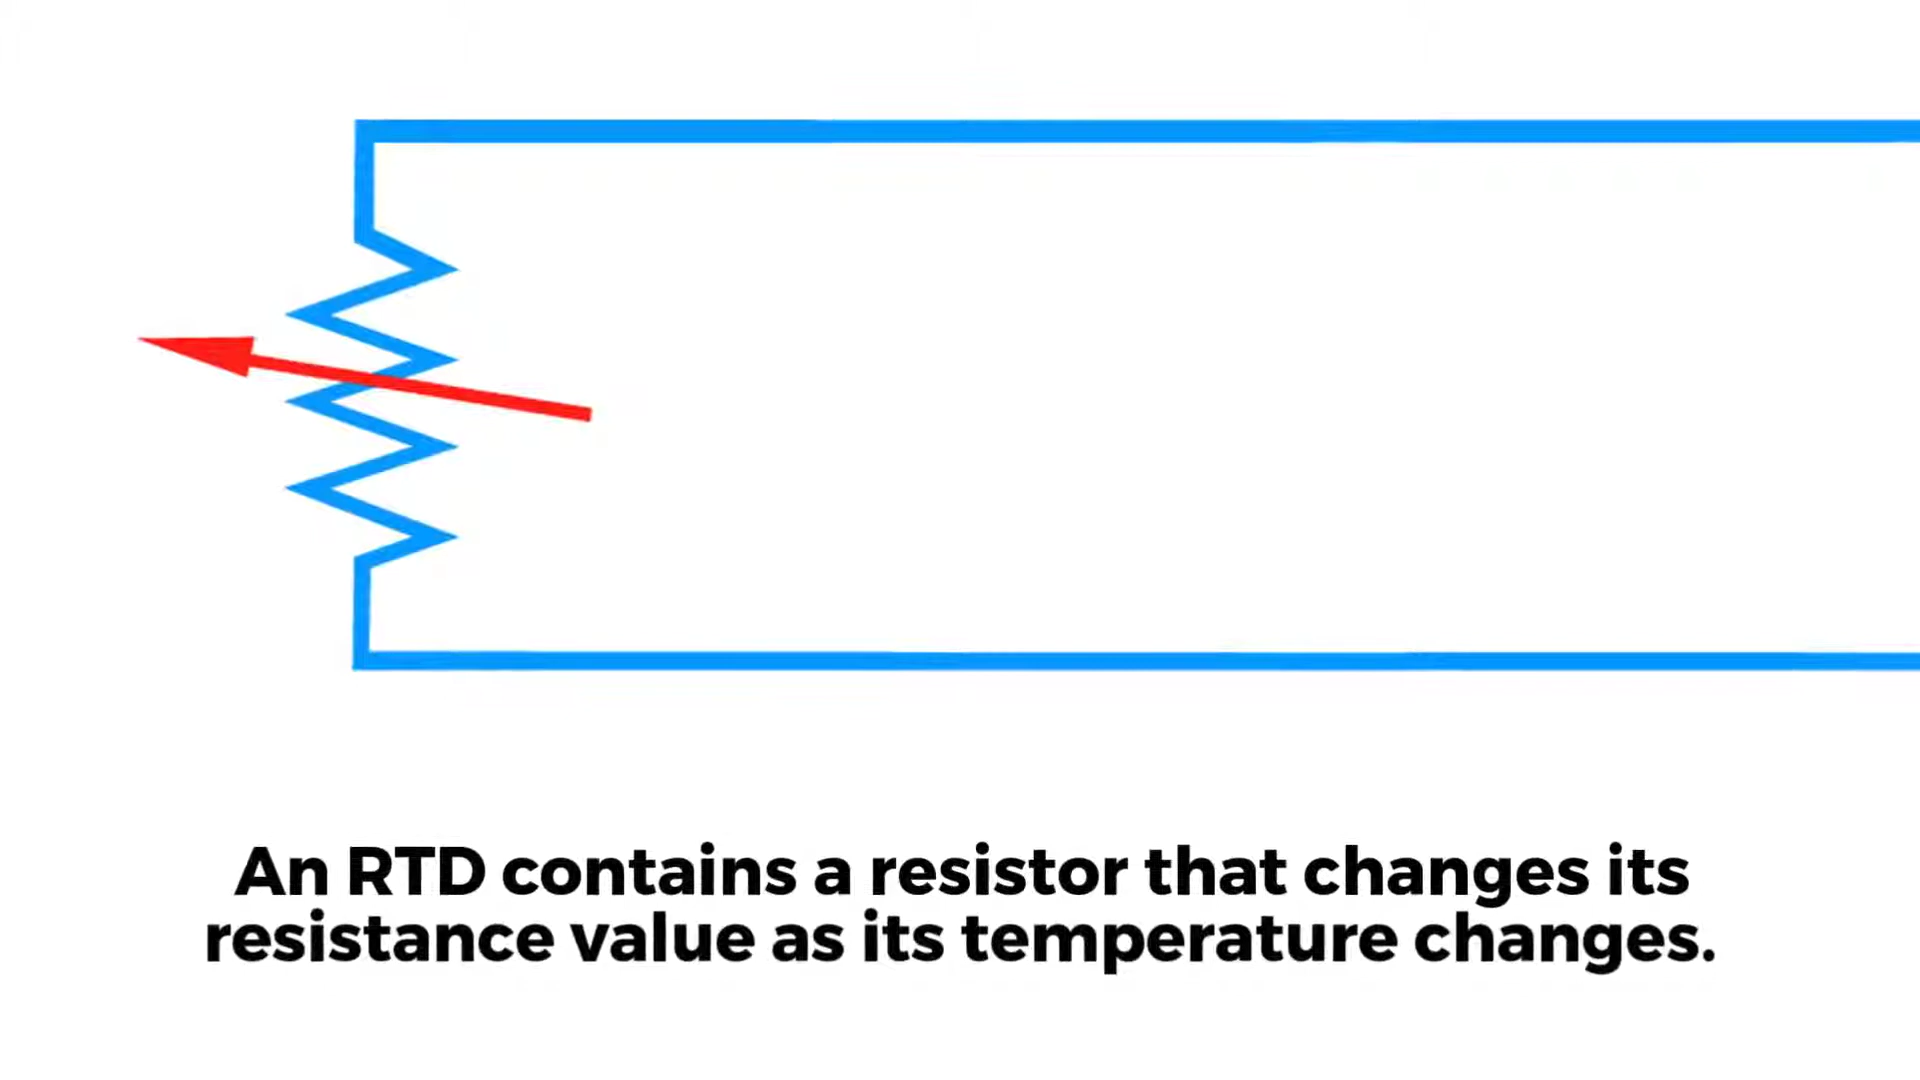 An RTD contains a resistor that changes its
resistance value as its temperature changes.